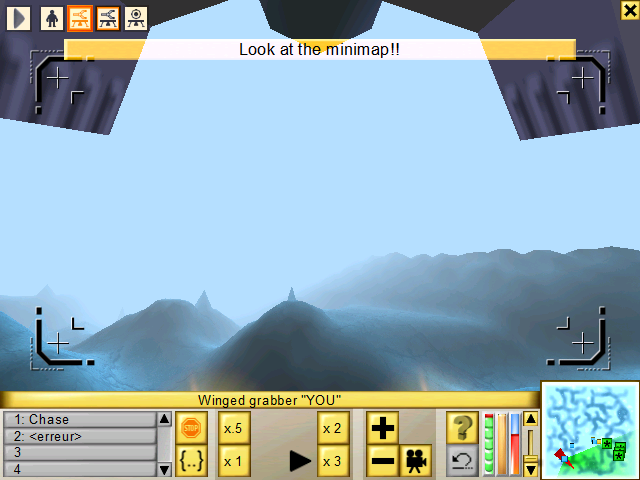 Look at the minimap!!
Winged grabber "YOU"
1: Chase
2: <erreur>
3
4
STOP
{..}
x.5
x 1
x 2
x 3
?